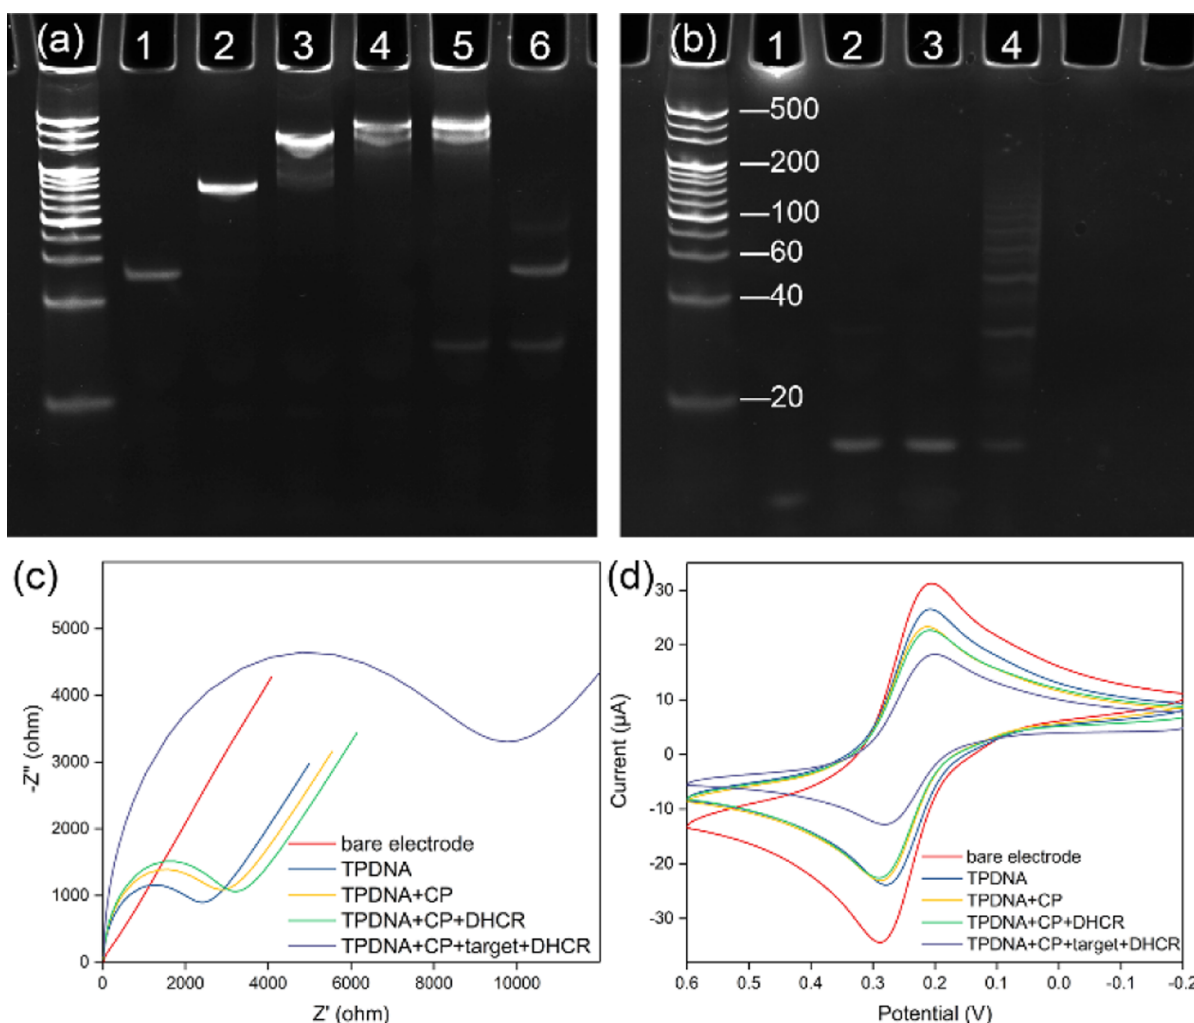 (a) 1 2 3 4 5 6
(b) 1 2 3 4
—500
—200
—100
—60
—40
—20
(c)
-Z" (ohm)
5000
4000
3000
2000
1000
0
bare electrode
TPDNA
TPDNA+CP
TPDNA+CP+DHCR
TPDNA+CP+target+DHCR
0 2000 4000 6000 8000 10000
Z' (ohm)
(d)
Current (μA)
30
20
10
0
-10
-20
-30
bare electrode
TPDNA
TPDNA+CP
TPDNA+CP+DHCR
TPDNA+CP+target+DHCR
0.6 0.5 0.4 0.3 0.2 0.1 0.0 -0.1 -0.2
Potential (V)